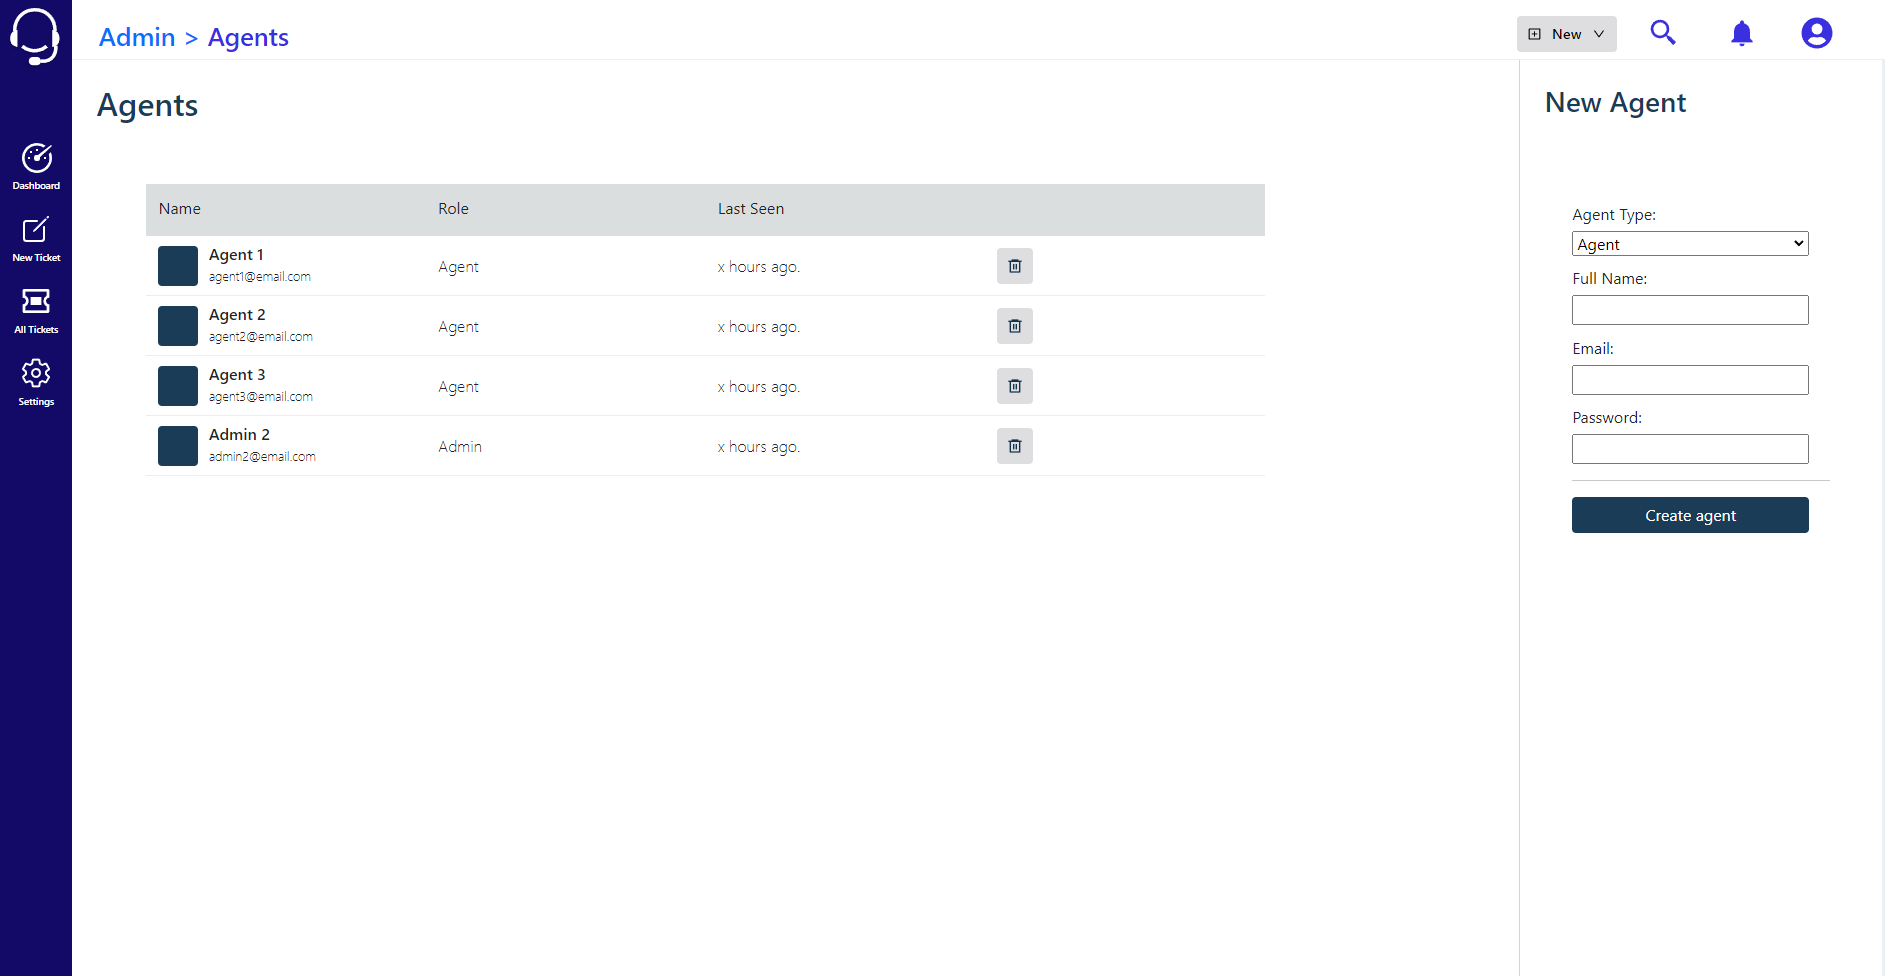 Admin > Agents
New
Dashboard
New Ticket
All Tickets
Settings
Agents
Name Role Last Seen
Agent 1
agent1@email.com
Agent x hours ago.
Agent 2
agent2@email.com
Agent x hours ago.
Agent 3
agent3@email.com
Agent x hours ago.
Admin 2
admin2@email.com
Admin x hours ago.
New Agent
Agent Type:
Agent
Full Name:
Email:
Password:
Create agent